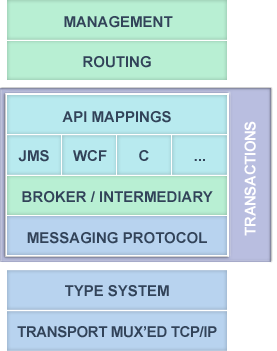 MANAGEMENT
ROUTING
API MAPPINGS
JMS WCF C ...
BROKER / INTERMEDIARY
MESSAGING PROTOCOL
TRANSACTIONS
TYPE SYSTEM
TRANSPORT MUX'ED TCP/IP